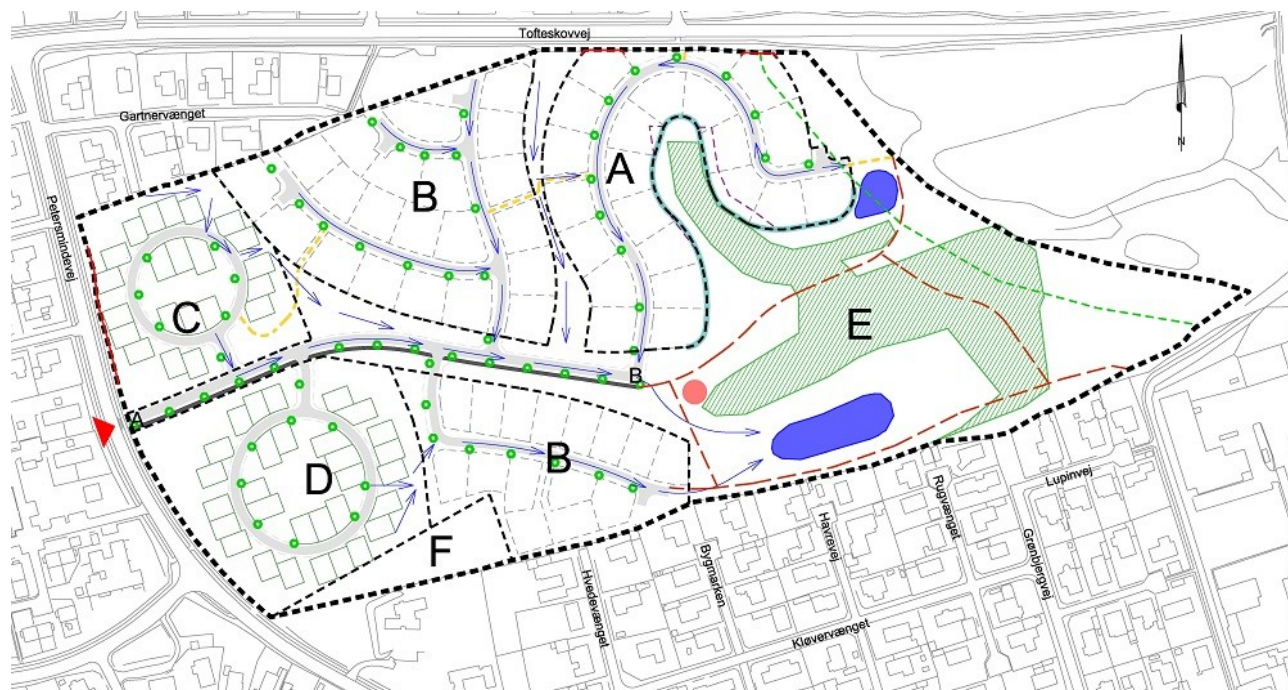 Tofteskovvej
Gartnervænget
N
Petersmindevej
A
B
C
E
A
B
B
D
F
Lupinvej
Rugvænget
Grønbjergvej
Havrevej
Bygmarken
Hvedevænget
Kløvervænget